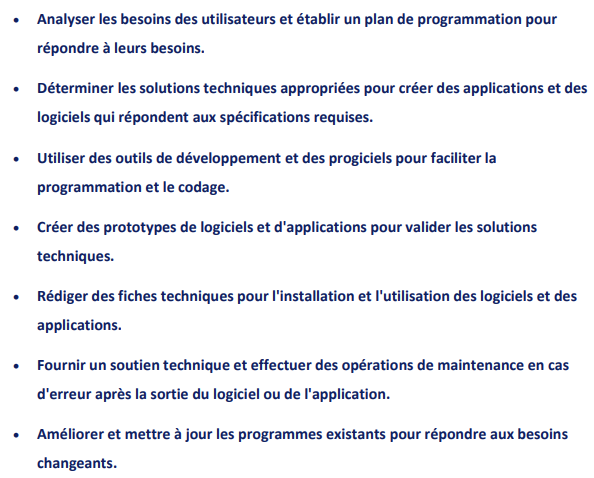 • Analyser les besoins des utilisateurs et établir un plan de programmation pour
répondre à leurs besoins.
• Déterminer les solutions techniques appropriées pour créer des applications et des
logiciels qui répondent aux spécifications requises.
• Utiliser des outils de développement et des progiciels pour faciliter la
programmation et le codage.
• Créer des prototypes de logiciels et d'applications pour valider les solutions
techniques.
• Rédiger des fiches techniques pour l'installation et l'utilisation des logiciels et des
applications.
• Fournir un soutien technique et effectuer des opérations de maintenance en cas
d'erreur après la sortie du logiciel ou de l'application.
• Améliorer et mettre à jour les programmes existants pour répondre aux besoins
changeants.